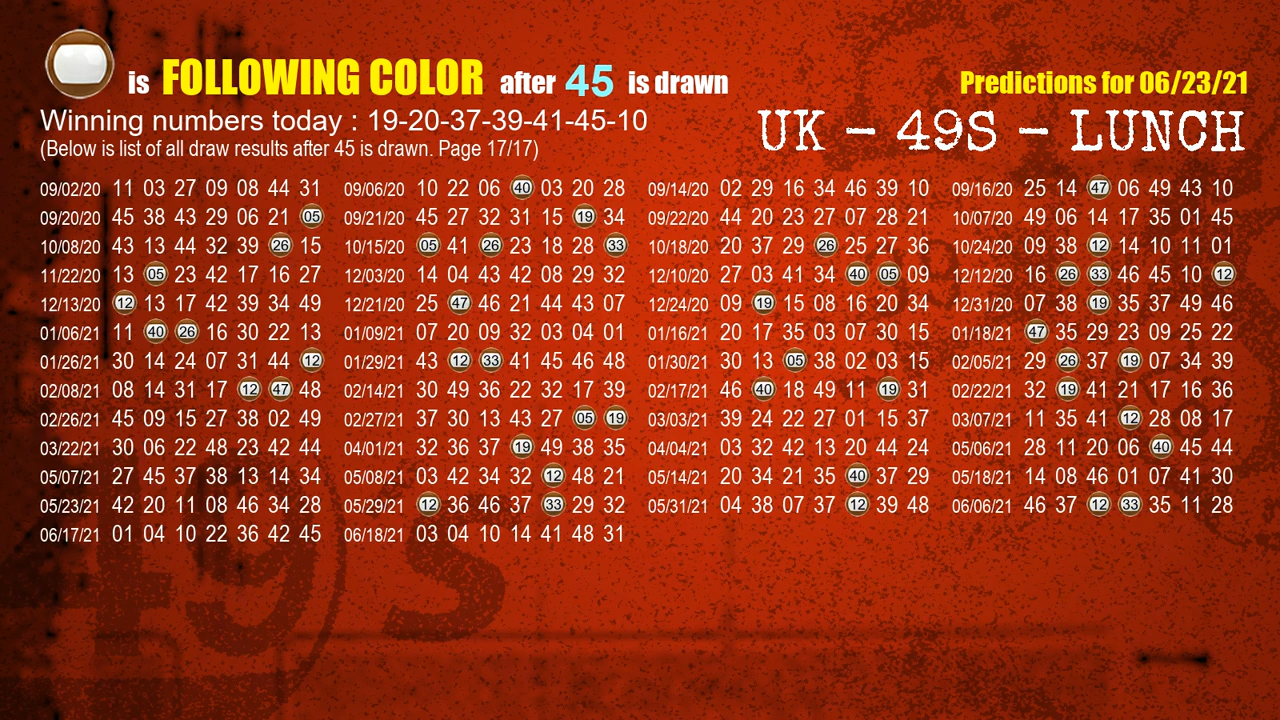 is FOLLOWING COLOR after 45 is drawn
Predictions for 06/23/21
Winning numbers today : 19-20-37-39-41-45-10
UK - 49S - LUNCH
(Below is list of all draw results after 45 is drawn. Page 17/17)
09/02/20 11 03 27 09 08 44 31 09/06/20 10 22 06 40 03 20 28 09/14/20 02 29 16 34 46 39 10 09/16/20 25 14 47 06 49 43 10
09/20/20 45 38 43 29 06 21 05 09/21/20 45 27 32 31 15 19 34 09/22/20 44 20 23 27 07 28 21 10/07/20 49 06 14 17 35 01 45
10/08/20 43 13 44 32 39 26 15 10/15/20 05 41 26 23 18 28 33 10/18/20 20 37 29 26 25 27 36 10/24/20 09 38 12 14 10 11 01
11/22/20 13 05 23 42 17 16 27 12/03/20 14 04 43 42 08 29 32 12/10/20 27 03 41 34 40 05 09 12/12/20 16 26 33 46 45 10 12
12/13/20 12 13 17 42 39 34 49 12/21/20 25 47 46 21 44 43 07 12/24/20 09 19 15 08 16 20 34 12/31/20 07 38 19 35 37 49 46
01/06/21 11 40 26 16 30 22 13 01/09/21 07 20 09 32 03 04 01 01/16/21 20 17 35 03 07 30 15 01/18/21 47 35 29 23 09 25 22
01/26/21 30 14 24 07 31 44 12 01/29/21 43 12 33 41 45 46 48 01/30/21 30 13 05 38 02 03 15 02/05/21 29 26 37 19 07 34 39
02/08/21 08 14 31 17 12 47 48 02/14/21 30 49 36 22 32 17 39 02/17/21 46 40 18 49 11 19 31 02/22/21 32 19 41 21 17 16 36
02/26/21 45 09 15 27 38 02 49 02/27/21 37 30 13 43 27 05 19 03/03/21 39 24 22 27 01 15 37 03/07/21 11 35 41 12 28 08 17
03/22/21 30 06 22 48 23 42 44 04/01/21 32 36 37 19 49 38 35 04/04/21 03 32 42 13 20 44 24 05/06/21 28 11 20 06 40 45 44
05/07/21 27 45 37 38 13 14 34 05/08/21 03 42 34 32 12 48 21 05/14/21 20 34 21 35 40 37 29 05/18/21 14 08 46 01 07 41 30
05/23/21 42 20 11 08 46 34 28 05/29/21 12 36 46 37 33 29 32 05/31/21 04 38 07 37 12 39 48 06/06/21 46 37 12 33 35 11 28
06/17/21 01 04 10 22 36 42 45 06/18/21 03 04 10 14 41 48 31
49's